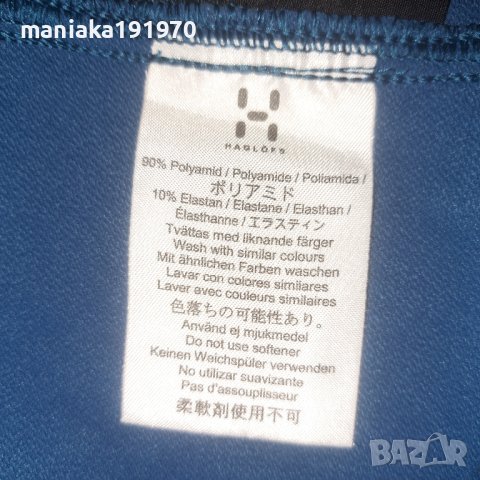 maniaka191970
HAGLÖFS
90% Polyamid / Polyamide / Poliamida /
ポリアミド
10% Elastan / Elastane / Elasthan /
Élasthanne / エラスティン
Tvättas med liknande färger
Wash with similar colours
Mit ähnlichen Farben waschen
Lavar con colores similares
Laver avec couleurs similaires
色落ちの可能性あり。
Använd ej mjukmedel
Do not use softener
Keinen Weichspüler verwenden
No utilizar suavizante
Pas d'assouplisseur
柔軟剤使用不可
BAZAR